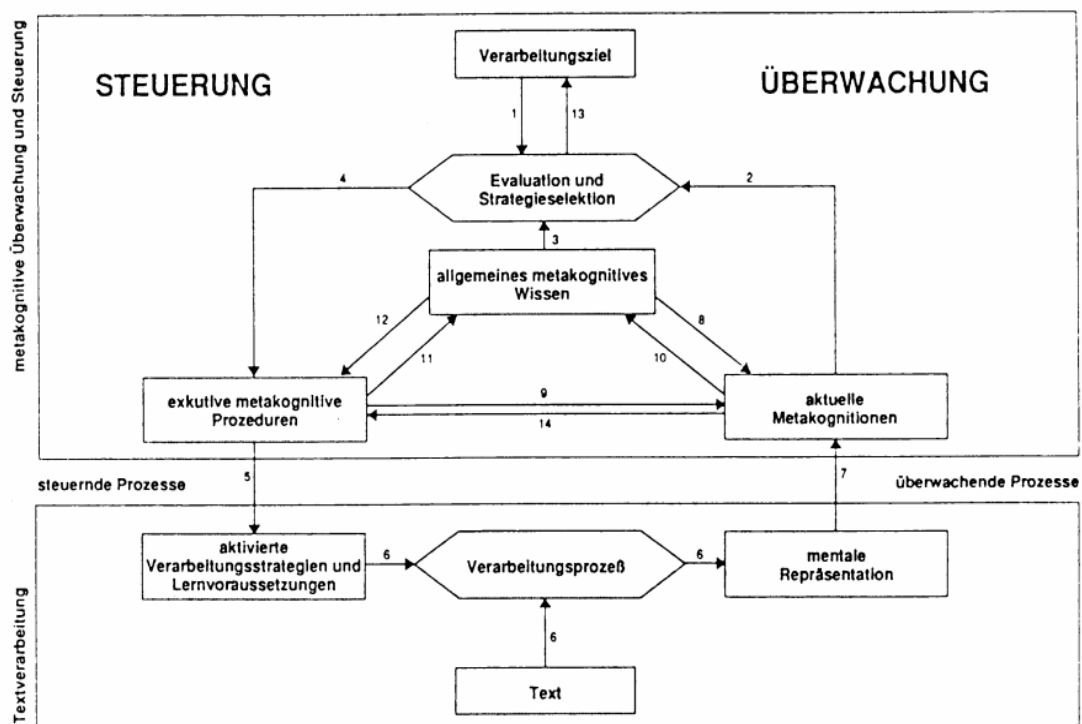 metakognitive Überwachung und Steuerung
Verarbeitungsziel
STEUERUNG
ÜBERWACHUNG
1
13
4
Evaluation und
Strategieselektion
2
3
allgemeines metakognitives
Wissen
12
8
11
10
exkutive metakognitive
Prozeduren
9
14
aktuelle
Metakognitionen
5
7
steuernde Prozesse
überwachende Prozesse
Textverarbeitung
aktivierte
Verarbeitungsstrategien und
Lernvoraussetzungen
6
Verarbeitungsprozeß
6
mentale
Repräsentation
6
Text